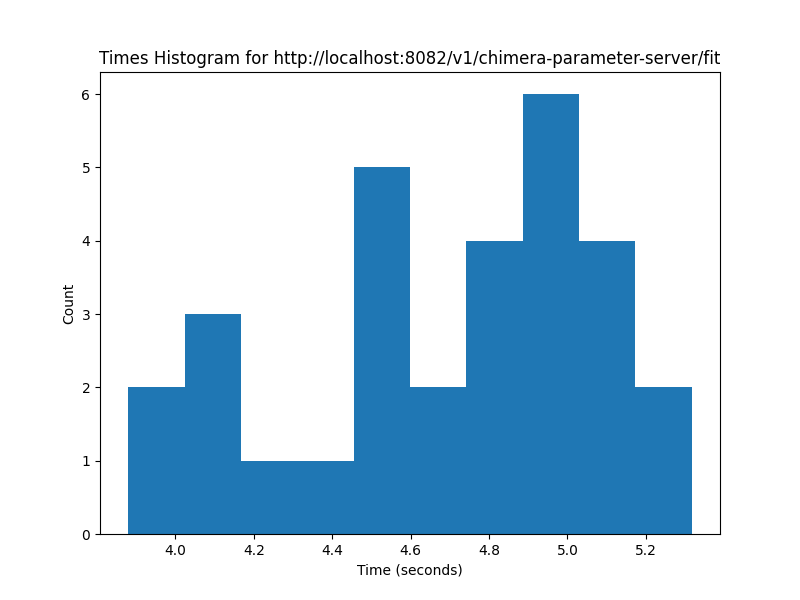 Times Histogram for http://localhost:8082/v1/chimera-parameter-server/fit
6
5
4
3
2
1
0
Count
4.0 4.2 4.4 4.6 4.8 5.0 5.2
Time (seconds)